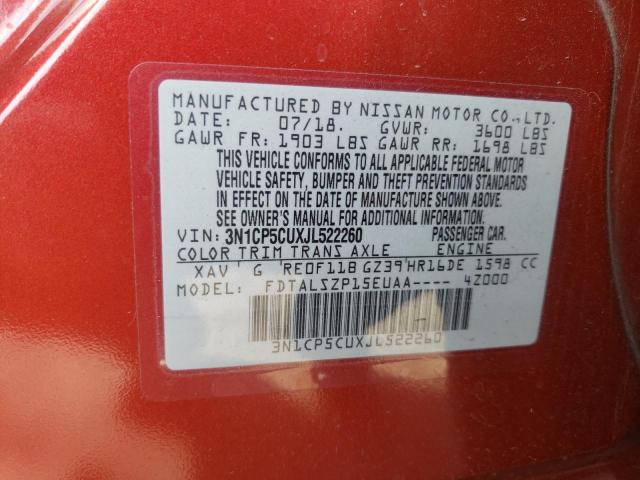 MANUFACTURED BY NISSAN MOTOR CO., LTD.
DATE: 07/18. GVWR: 3600 LBS
GAWR FR: 1903 LBS GAWR RR: 1698 LBS
THIS VEHICLE CONFORMS TO ALL APPLICABLE FEDERAL MOTOR
VEHICLE SAFETY, BUMPER AND THEFT PREVENTION STANDARDS
IN EFFECT ON THE DATE OF MANUFACTURE SHOWN ABOVE.
SEE OWNER'S MANUAL FOR ADDITIONAL INFORMATION.
VIN: 3N1CP5CUXJL522260 PASSENGER CAR.
COLOR TRIM TRANS AXLE ENGINE
XAV G RE0F11B GZ39 HR16DE 1598 CC
MODEL: FDTALSZP15EUAA---- 4Z000
3N1CP5CUXJL522260